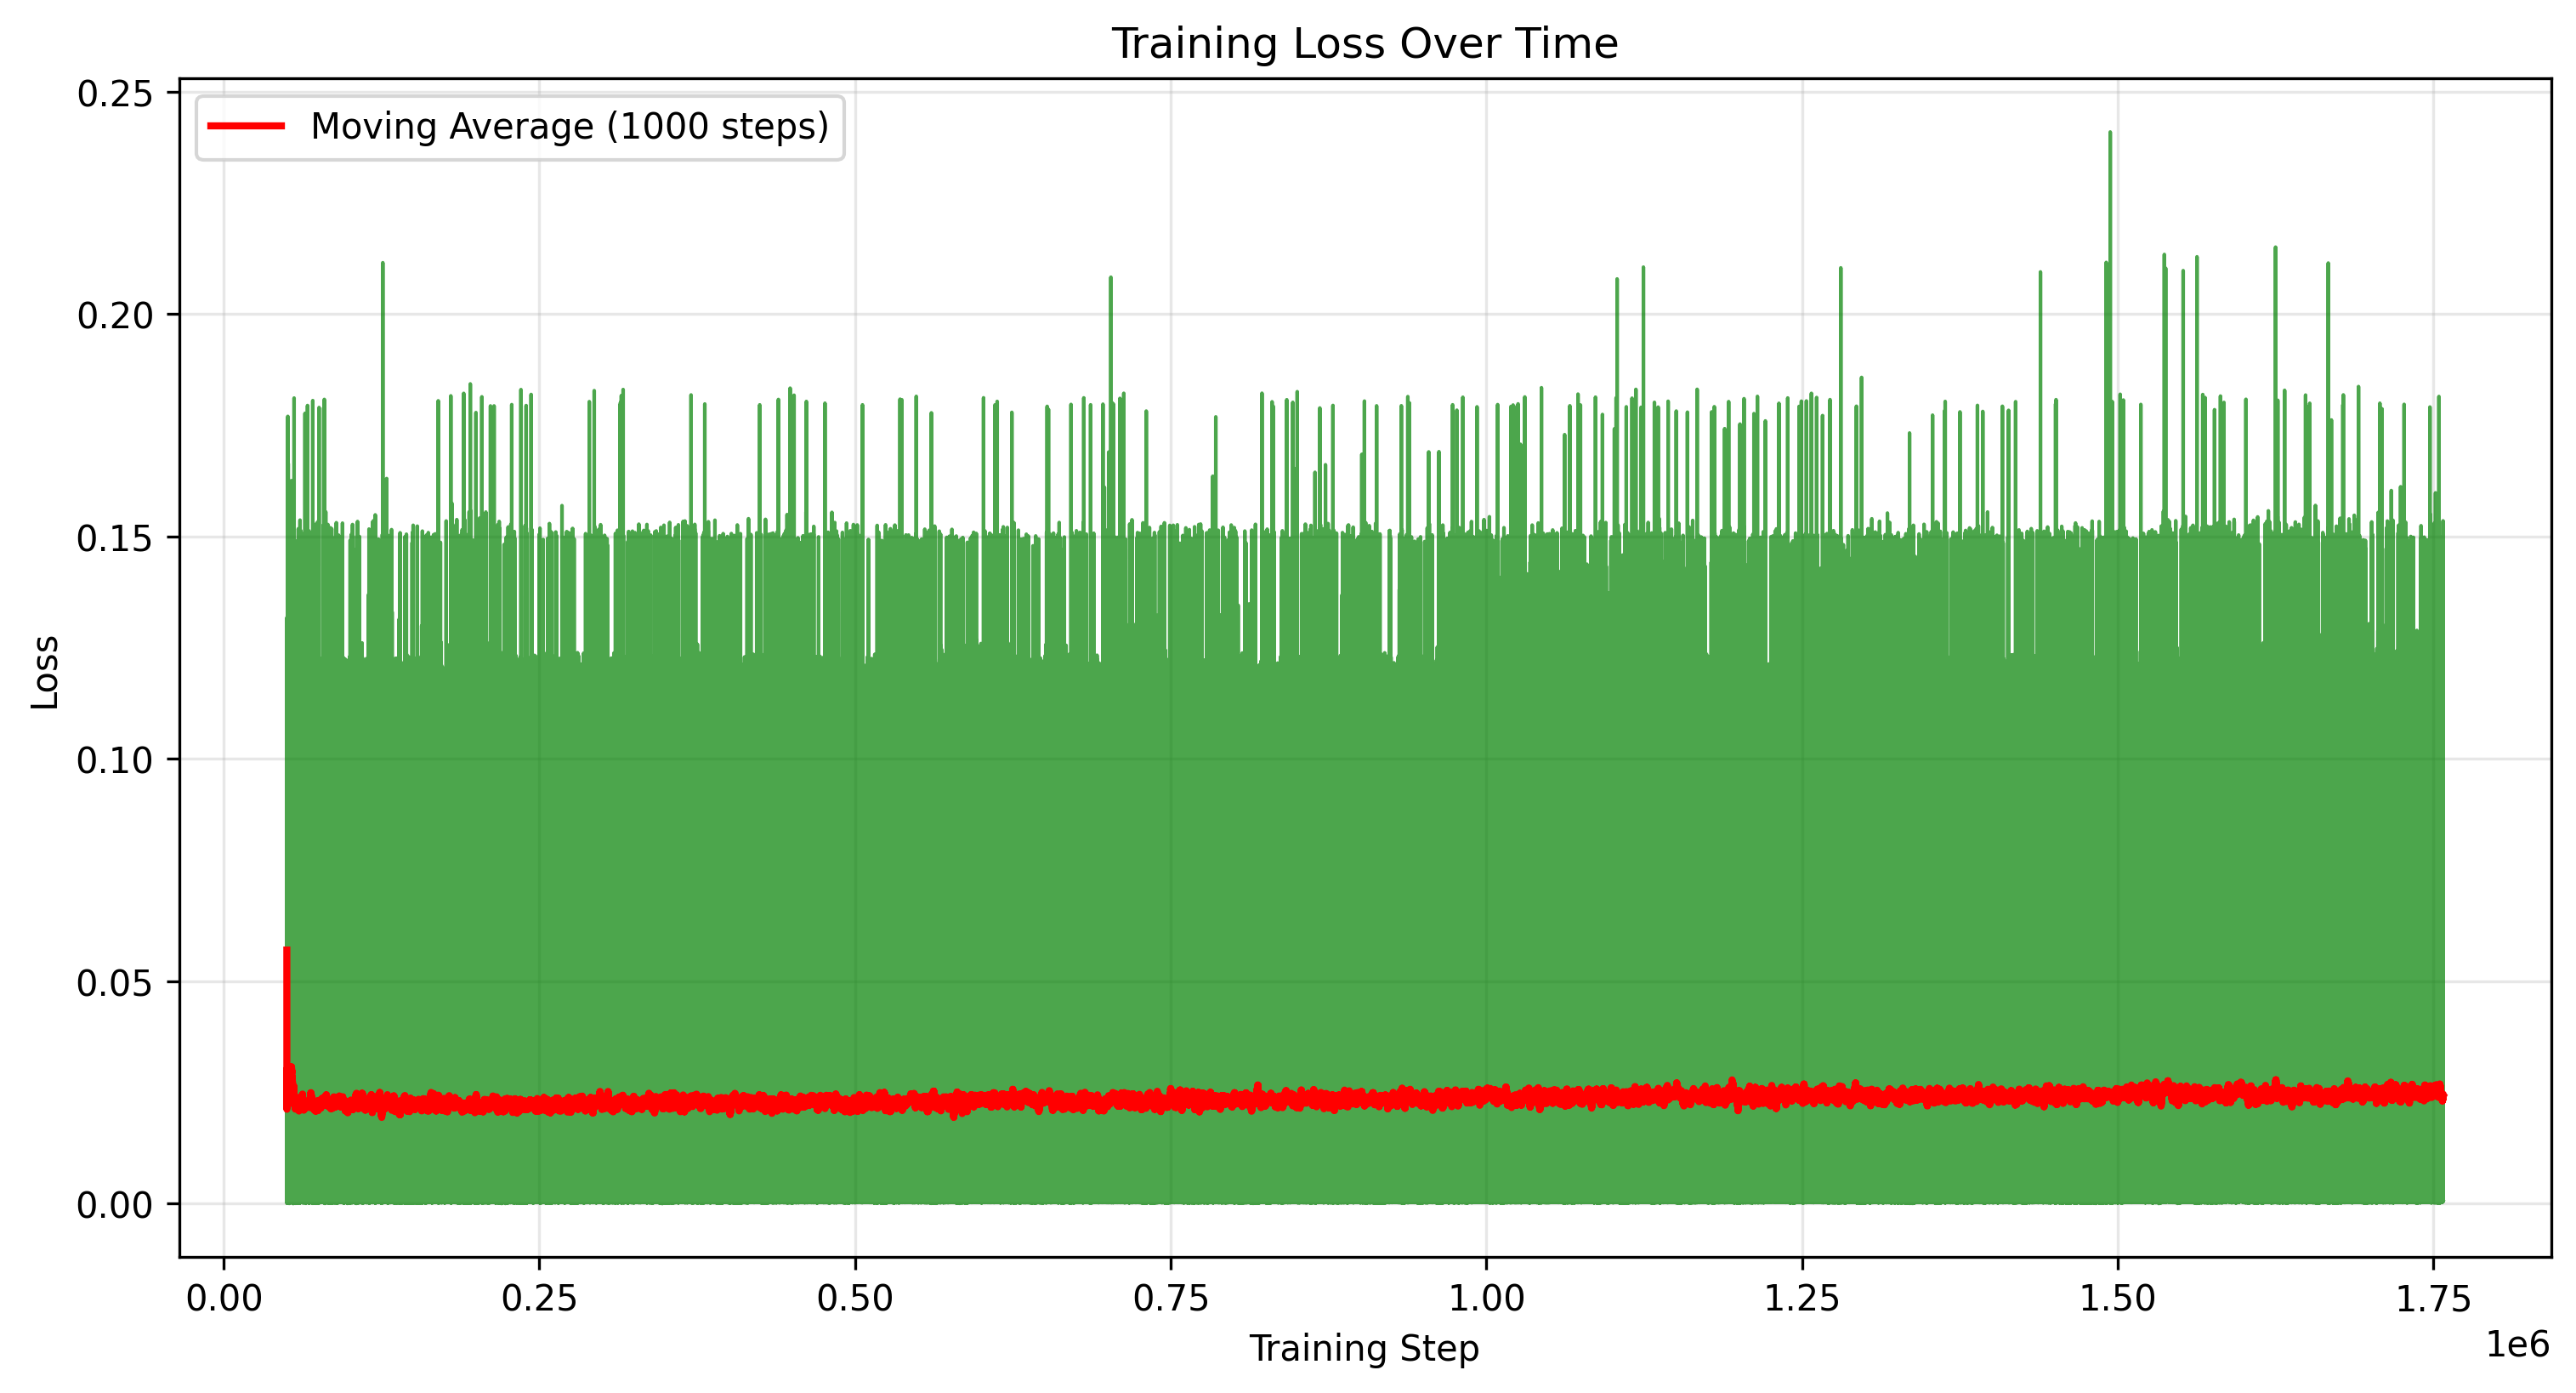 Training Loss Over Time
Moving Average (1000 steps)
Loss
0.25
0.20
0.15
0.10
0.05
0.00
0.00 0.25 0.50 0.75 1.00 1.25 1.50 1.75
1e6
Training Step